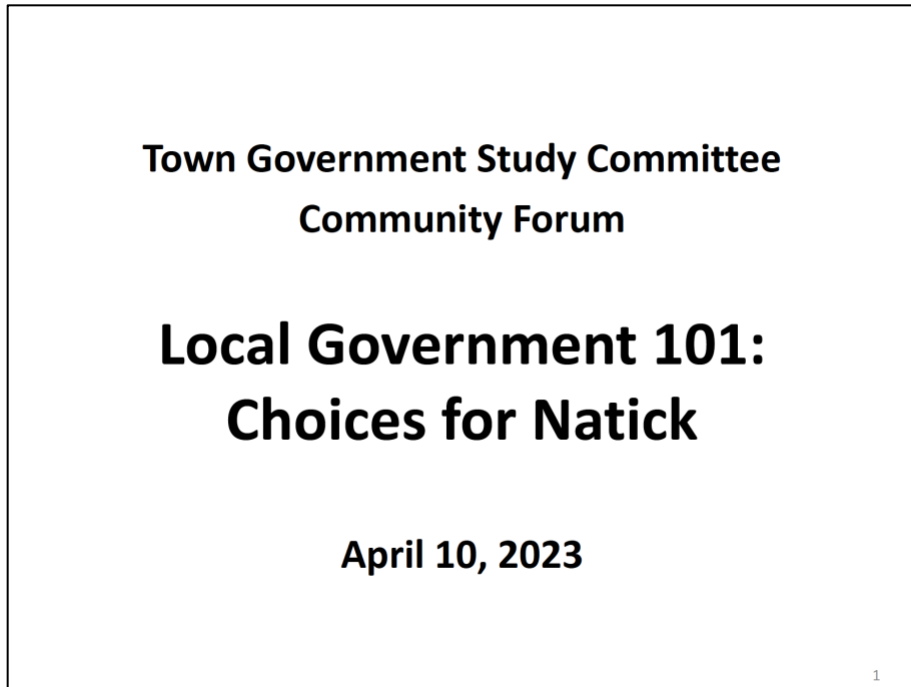 Town Government Study Committee
Community Forum
Local Government 101:
Choices for Natick
April 10, 2023
1